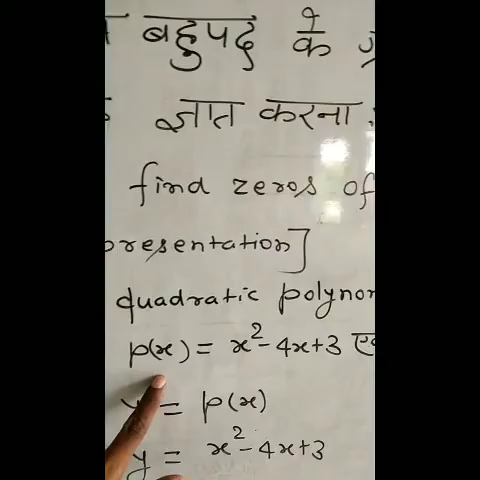 बहुपद के
ज्ञात करना
find zeros of
presentation]
quadratic polynom
p(x) = x²-4x+3
y = p(x)
y = x²-4x+3